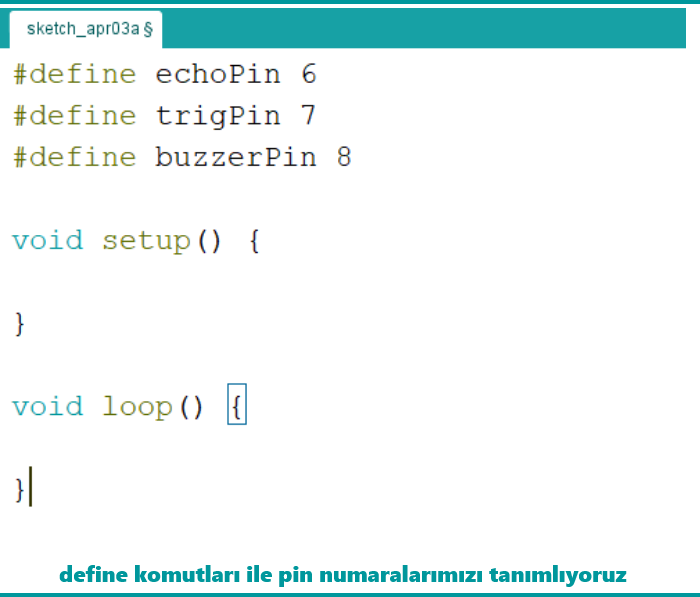 sketch_apr03a §
#define echoPin 6
#define trigPin 7
#define buzzerPin 8
void setup() {
}
void loop() {
}
define komutları ile pin numaralarımızı tanımlıyoruz